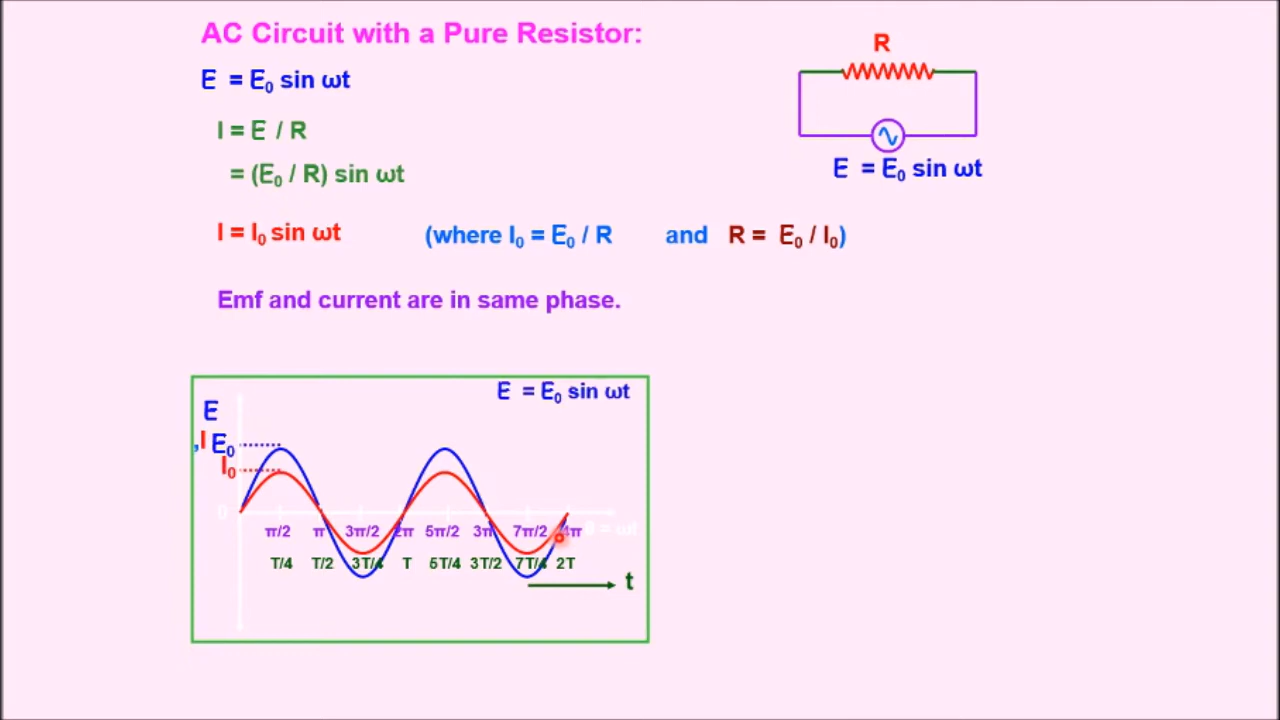 AC Circuit with a Pure Resistor:
R
E = E₀ sin ωt
I = E / R
E = E₀ sin ωt
= (E₀ / R) sin ωt
I = I₀ sin ωt (where I₀ = E₀ / R and R = E₀ / I₀)
Emf and current are in same phase.
E = E₀ sin ωt
E
,I E₀
I₀
0
π/2 π 3π/2 2π 5π/2 3π 7π/2 4π θ = ωt
T/4 T/2 3T/4 T 5T/4 3T/2 7T/4 2T
t